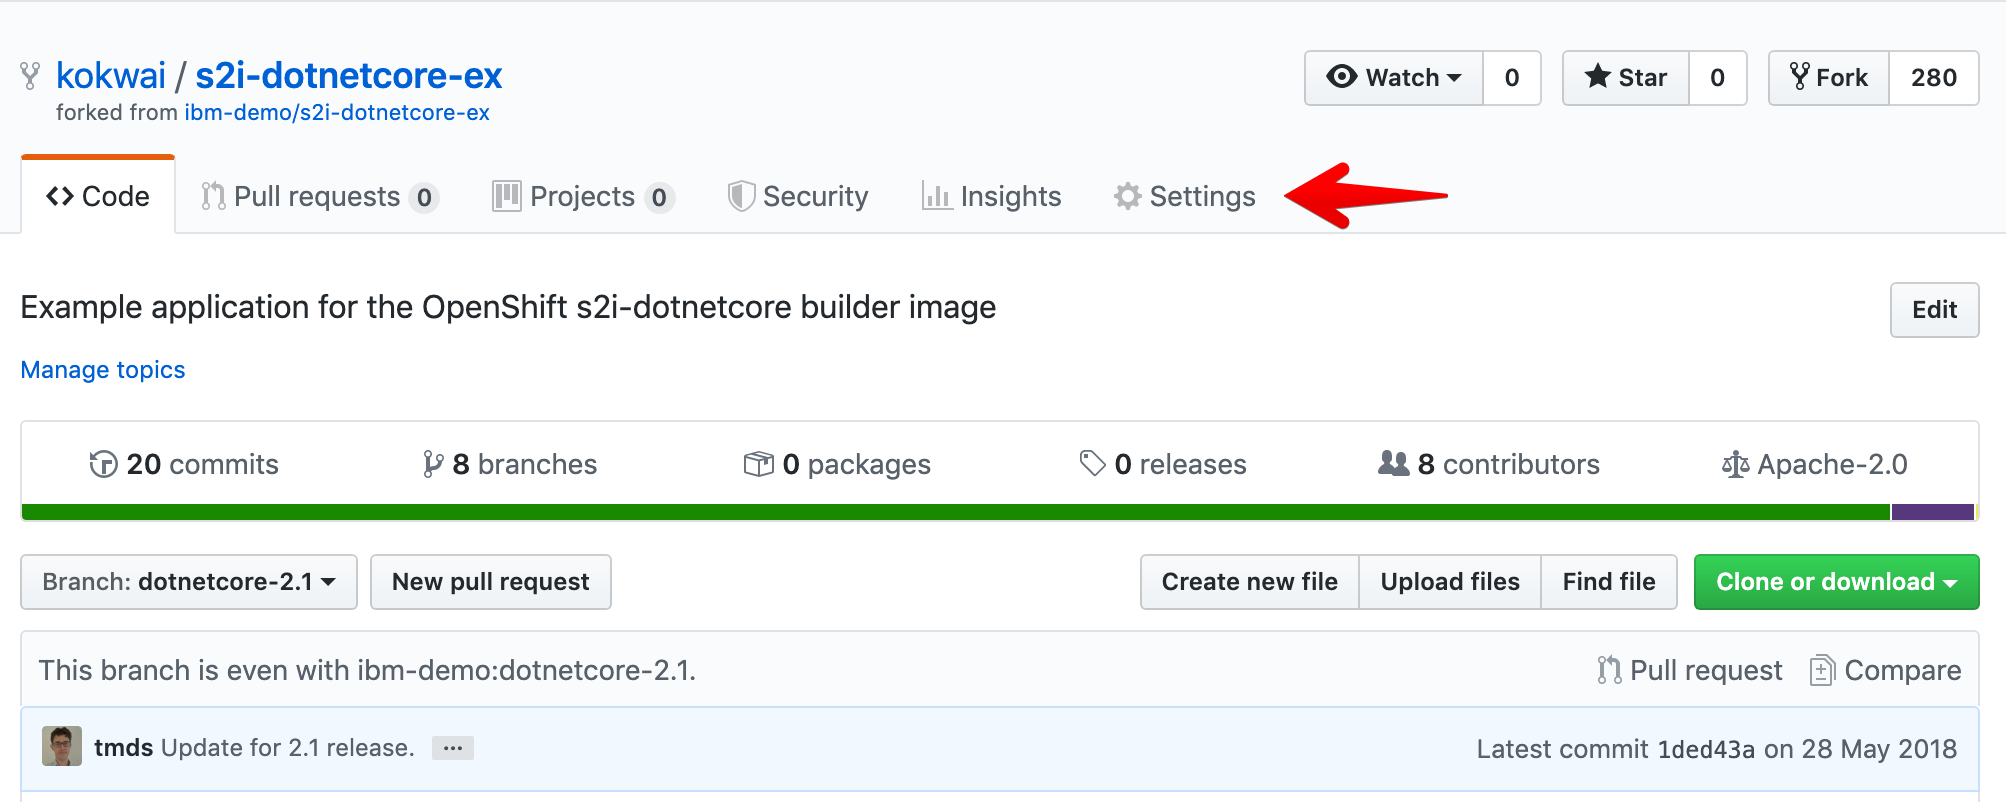 kokwai / s2i-dotnetcore-ex
forked from ibm-demo/s2i-dotnetcore-ex
Watch 0 Star 0 Fork 280
Code Pull requests 0 Projects 0 Security Insights Settings
Example application for the OpenShift s2i-dotnetcore builder image
Edit
Manage topics
20 commits 8 branches 0 packages 0 releases 8 contributors Apache-2.0
Branch: dotnetcore-2.1 New pull request Create new file Upload files Find file Clone or download
This branch is even with ibm-demo:dotnetcore-2.1. Pull request Compare
tmds Update for 2.1 release. ... Latest commit 1ded43a on 28 May 2018